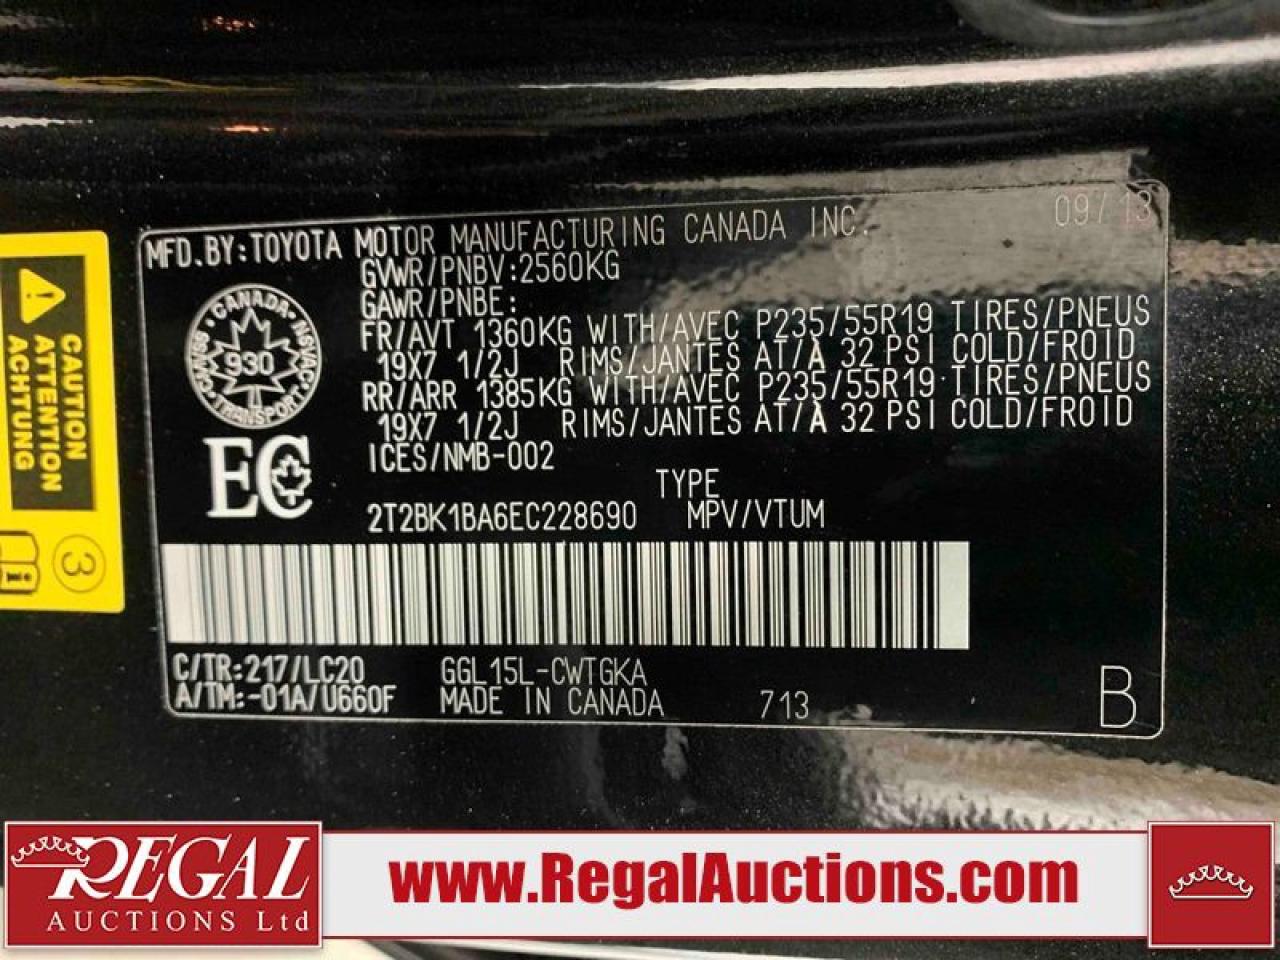 MFD.BY:TOYOTA MOTOR MANUFACTURING CANADA INC. 09/13
GVWR/PNBV:2560KG
GAWR/PNBE:
FR/AVT 1360KG WITH/AVEC P235/55R19 TIRES/PNEUS
19X7 1/2J RIMS/JANTES AT/À 32 PSI COLD/FROID
RR/ARR 1385KG WITH/AVEC P235/55R19 TIRES/PNEUS
19X7 1/2J RIMS/JANTES AT/À 32 PSI COLD/FROID
ICES/NMB-002
TYPE
2T2BK1BA6EC228690 MPV/VTUM
C/TR:217/LC20 GGL15L-CWTGKA
A/TM:-01A/U660F MADE IN CANADA 713 B
CANADA
NSVAC
TRANSPORT
CMVSS
930
EC
CAUTION
ATTENTION
ACHTUNG
3
i
REGAL
AUCTIONS Ltd
www.RegalAuctions.com